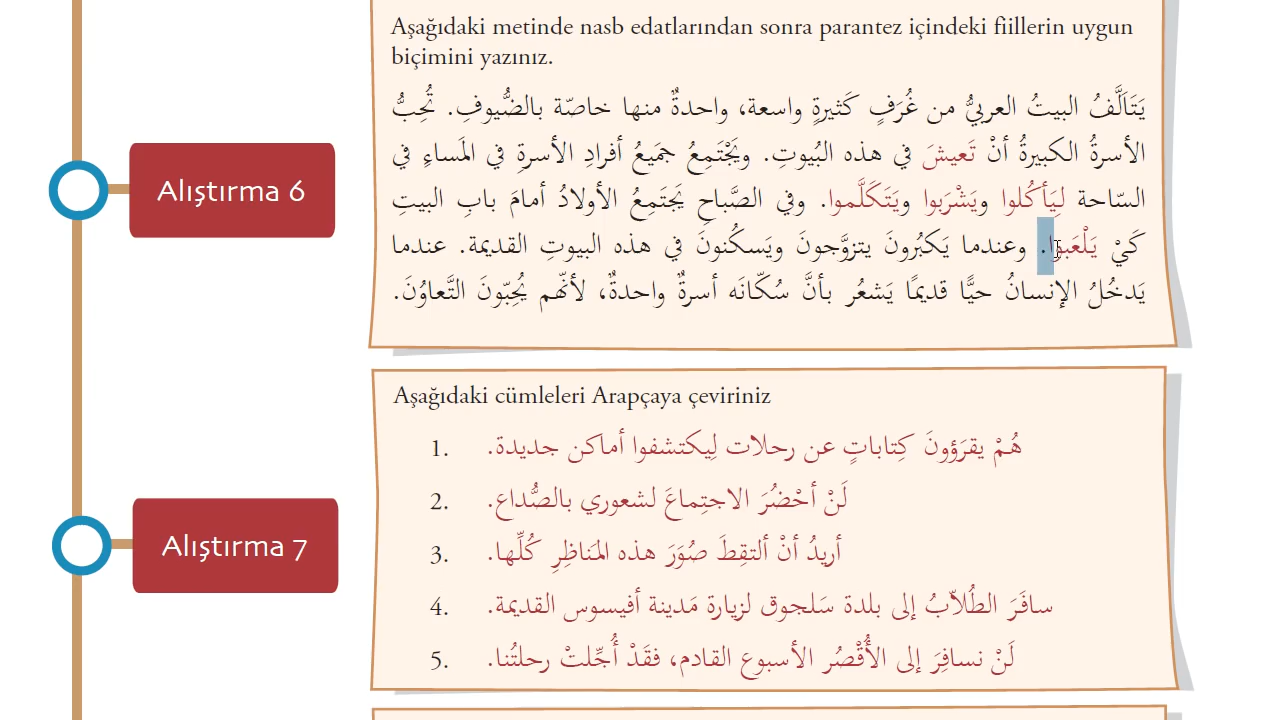 Aşağıdaki metinde nasb edatlarından sonra parantez içindeki fiillerin uygun
biçimini yazınız.
يَتَاَلَّفُ البيتُ العربيُّ من غُرَفٍ كَثيرةٍ واسعة، واحدةٌ منها خاصّة بالضُّيوفِ. تُحِبُّ
الأسرةُ الكبيرةُ أنْ تَعيشَ في هذه البُيوتِ. ويَجْتَمِعُ جَميعُ أفرادِ الأسرةِ في المَساءِ في
السّاحة لِيَأكُلوا ويَشْرَبوا ويَتَكَلَّموا. وفي الصَّباحِ يَجتَمِعُ الأولادُ أمامَ بابِ البيتِ
كَيْ يَلْعَبوا. وعندما يَكبُرونَ يتزوَّجونَ ويَسكُنونَ في هذه البيوتِ القديمة. عندما
يَدخُلُ الإنسانُ حيًّا قديمًا يَشعُر بأنَّ سُكّانَه أسرةٌ واحدةٌ، لأنّهم يُحِبّونَ التَّعاوُنَ.
Alıştırma 6
Aşağıdaki cümleleri Arapçaya çeviriniz
1. هُمْ يقرَؤونَ كِتاباتٍ عن رحلات لِيكتشفوا أماكن جديدة.
2. لَنْ أحْضُرَ الاجتِماعَ لشعوري بالصُّداع.
3. أريدُ أنْ ألتقِطَ صُوَرَ هذه المَناظِرِ كُلِّها.
4. سافَرَ الطُلاّبُ إلى بلدة سَلجوق لزيارة مَدينة أفيسوس القديمة.
5. لَنْ نسافِرَ إلى الأُقْصُر الأسبوع القادم، فقَدْ أُجِّلتْ رحلتُنا.
Alıştırma 7